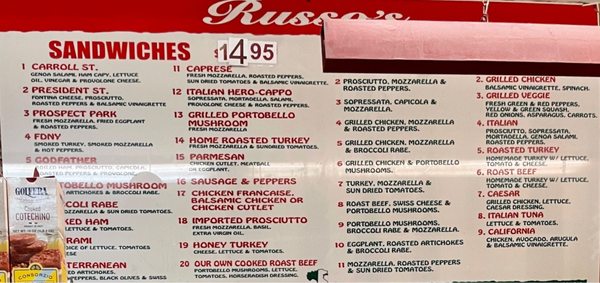 Russo's
SANDWICHES $14.95
1 CARROLL ST.
GENOA SALAMI, HAM CAPY, LETTUCE
OIL, VINEGAR & PROVOLONE CHEESE.
2 PRESIDENT ST.
FONTINA CHEESE, PROSCIUTTO,
ROASTED PEPPERS & BALSAMIC VINAIGRETTE
3 PROSPECT PARK
FRESH MOZZARELLA, FRIED EGGPLANT
& ROASTED PEPPERS.
4 FDNY
SMOKED TURKEY, SMOKED MOZZARELLA
& HOT PEPPERS.
5 GODFATHER
HAM, PROSCIUTTO, CAPICOLA,
PEPPERS
TOBELLO MUSHROOM
ARTICHOKES & BROCCOLI RABE.
COLI RABE
& SUN DRIED TOMATOES.
ED HAM
LETTUCE & TOMATOES.
RAMI
OICE OF LETTUCE, TOMATOES
TERRANEAN
ARTICHOKES,
PEPPERS, BLACK OLIVES & SWISS
GOLFERA
COTECHINO
CONSORZIO
11 CAPRESE
FRESH MOZZARELLA, ROASTED PEPPERS,
SUN DRIED TOMATOES & BALSAMIC VINAIGRETTE.
12 ITALIAN HERO-CAPPO
SOPRESSATA, MORTADELLA, SALAMI,
PROVOLONE CHEESE & ROASTED PEPPERS.
13 GRILLED PORTOBELLO
MUSHROOM
FRESH MOZZARELLA
14 HOME ROASTED TURKEY
FRESH MOZZARELLA & SUNDRIED TOMATOES.
15 PARMESAN
CHICKEN CUTLET, MEATBALL
OR EGGPLANT.
16 SAUSAGE & PEPPERS
17 CHICKEN FRANCAISE,
BALSAMIC CHICKEN OR
CHICKEN CUTLET
18 IMPORTED PROSCIUTTO
FRESH MOZZARELLA, BASIL,
EXTRA VIRGIN OIL.
19 HONEY TURKEY
CHEESE, LETTUCE & TOMATOES.
20 OUR OWN COOKED ROAST BEEF
PORTOBELLO MUSHROOMS, LETTUCE,
TOMATOES, HORSERADISH DRESSING.
2 PROSCIUTTO, MOZZARELLA &
ROASTED PEPPERS.
3 SOPRESSATA, CAPICOLA &
MOZZARELLA.
4 GRILLED CHICKEN, MOZZARELLA
& ROASTED PEPPERS.
5 GRILLED CHICKEN, MOZZARELLA
& BROCCOLI RABE.
6 GRILLED CHICKEN & PORTOBELLO
MUSHROOMS.
7 TURKEY, MOZZARELLA &
SUN DRIED TOMATOES.
8 ROAST BEEF, SWISS CHEESE &
PORTOBELLO MUSHROOMS.
9 PORTOBELLO MUSHROOMS,
MOZZARELLA & BROCCOLI RABE.
10 EGGPLANT, ROASTED ARTICHOKES
& BROCCOLI RABE.
11 MOZZARELLA, ROASTED PEPPERS
& SUN DRIED TOMATOES.
2. GRILLED CHICKEN
BALSAMIC VINAIGRETTE, SPINACH.
3. GRILLED VEGGIE
FRESH GREEN & RED PEPPERS,
YELLOW & GREEN SQUASH,
RED ONIONS, ASPARAGUS, CARROTS.
4. ITALIAN
PROSCIUTTO, SOPRESSATA,
MORTADELLA, GENOA SALAMI,
ROASTED PEPPERS.
5. ROASTED TURKEY
HOMEMADE TURKEY W/ LETTUCE,
TOMATO & CHEESE.
6. ROAST BEEF
HOMEMADE TURKEY W/ LETTUCE,
TOMATO & CHEESE.
7. CAESAR
GRILLED CHICKEN, LETTUCE,
CAESAR DRESSING.
8. ITALIAN TUNA
LETTUCE & TOMATOES.
9. CALIFORNIA
CHICKEN, AVOCADO, ARUGULA
& BALSAMIC VINAIGRETTE.